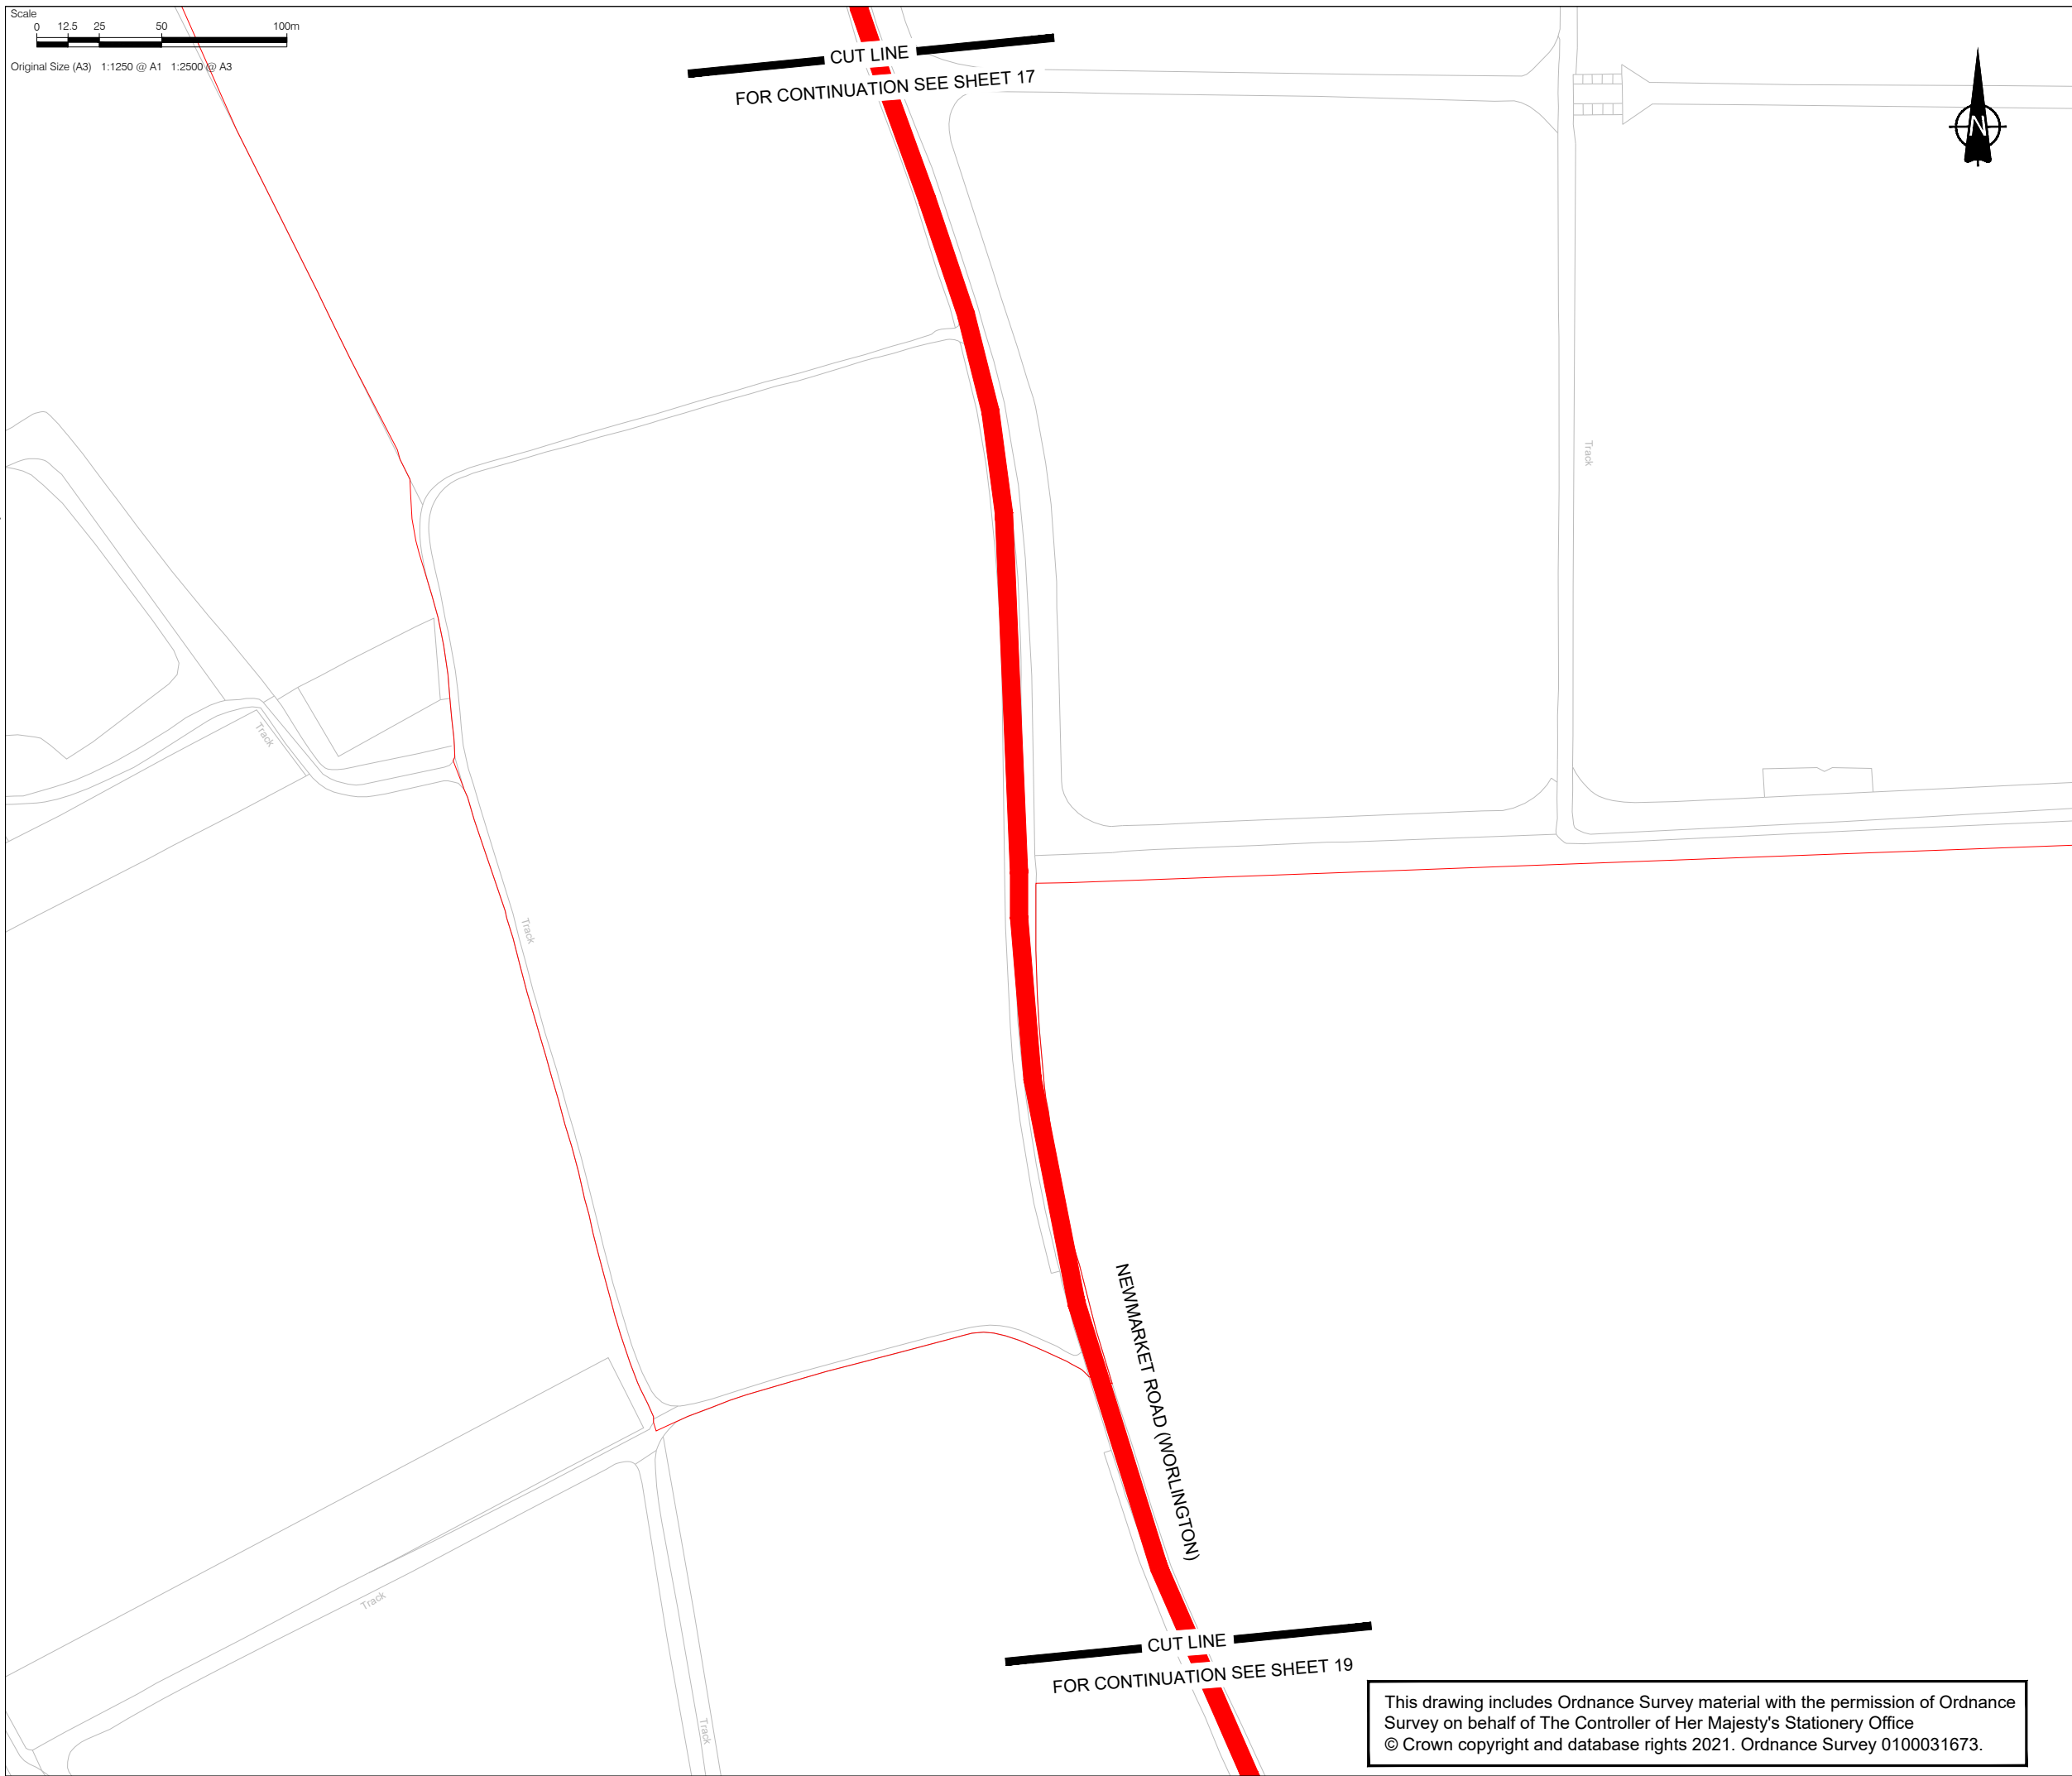 Scale
0 12.5 25 50 100m
Original Size (A3) 1:1250 @ A1 1:2500 @ A3
CUT LINE
FOR CONTINUATION SEE SHEET 17
N
Track
Track
Track
NEWMARKET ROAD (WORLINGTON)
Track
CUT LINE
FOR CONTINUATION SEE SHEET 19
Track
This drawing includes Ordnance Survey material with the permission of Ordnance
Survey on behalf of The Controller of Her Majesty's Stationery Office
© Crown copyright and database rights 2021. Ordnance Survey 0100031673.